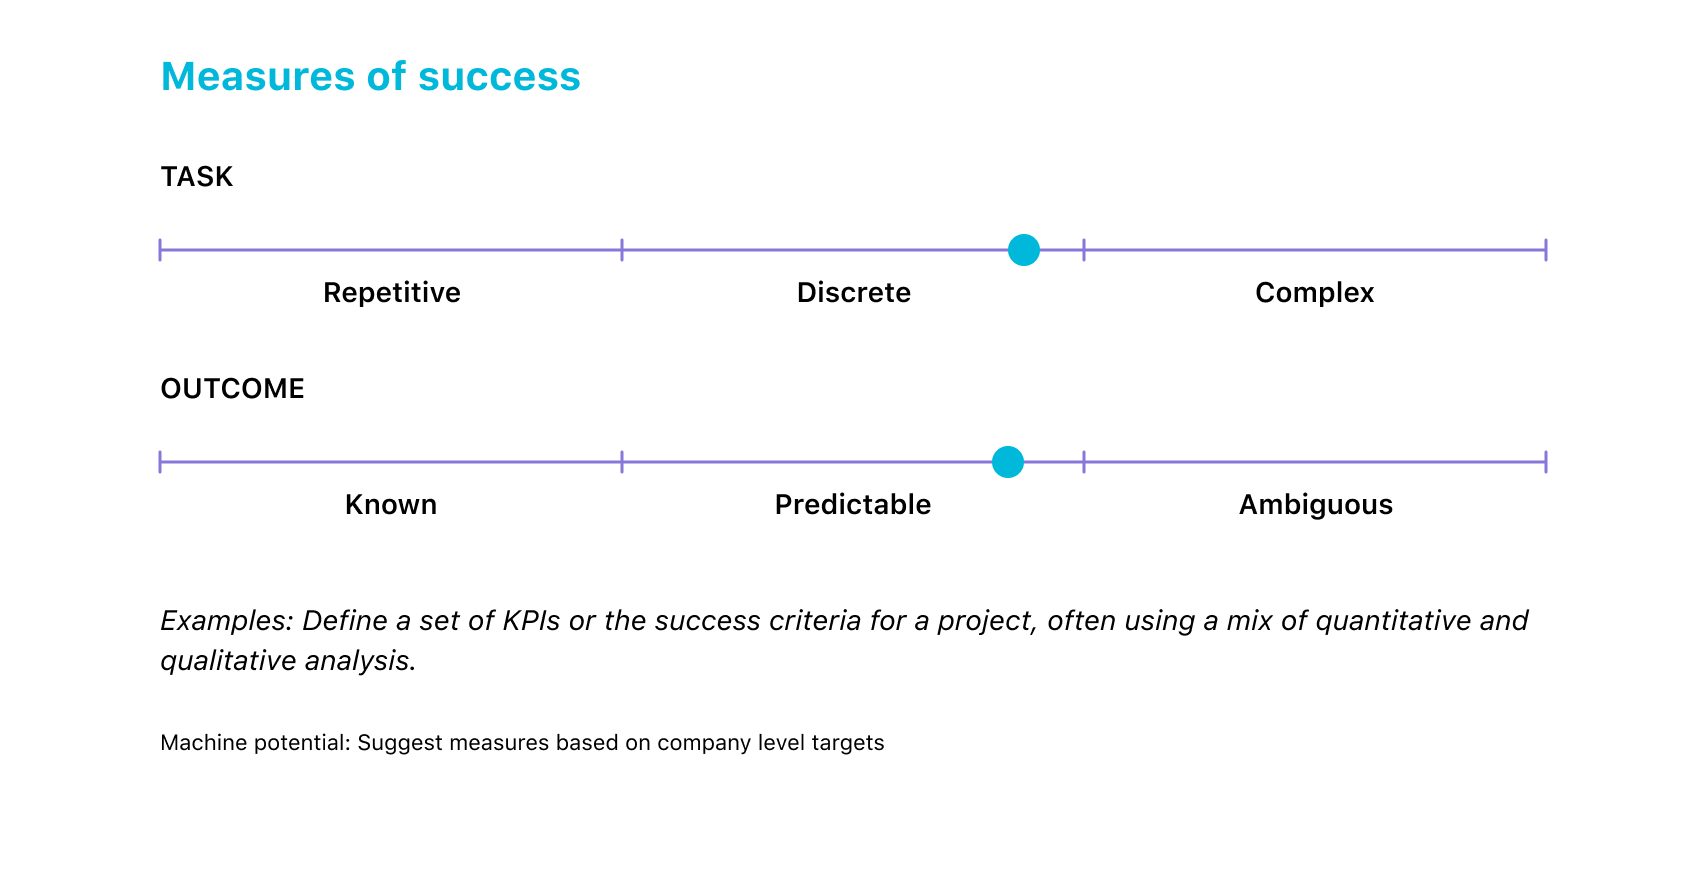 Measures of success
TASK
Repetitive
Discrete
Complex
OUTCOME
Known
Predictable
Ambiguous
Examples: Define a set of KPIs or the success criteria for a project, often using a mix of quantitative and
qualitative analysis.
Machine potential: Suggest measures based on company level targets